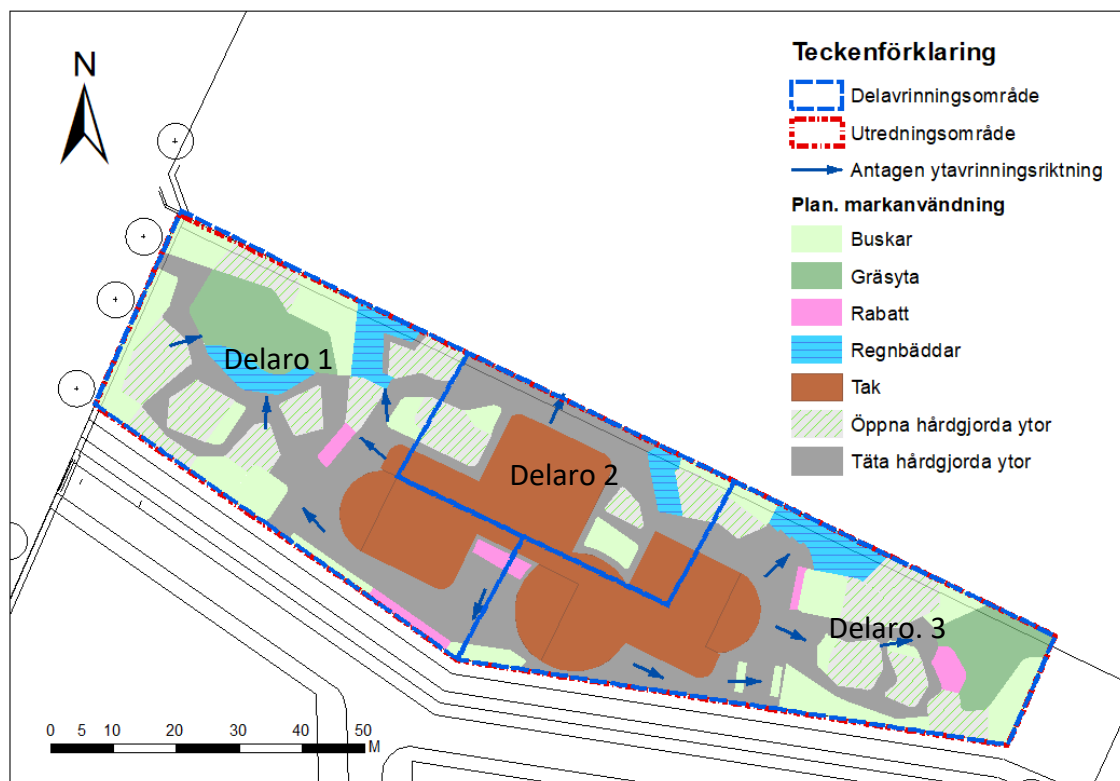 N
Teckenförklaring
Delavrinningsområde
Utredningsområde
Antagen ytavrinningsriktning
Plan. markanvändning
Buskar
Gräsyta
Rabatt
Regnbäddar
Tak
Öppna hårdgjorda ytor
Täta hårdgjorda ytor
Delaro 1
Delaro 2
Delaro. 3
0 5 10 20 30 40 50
M